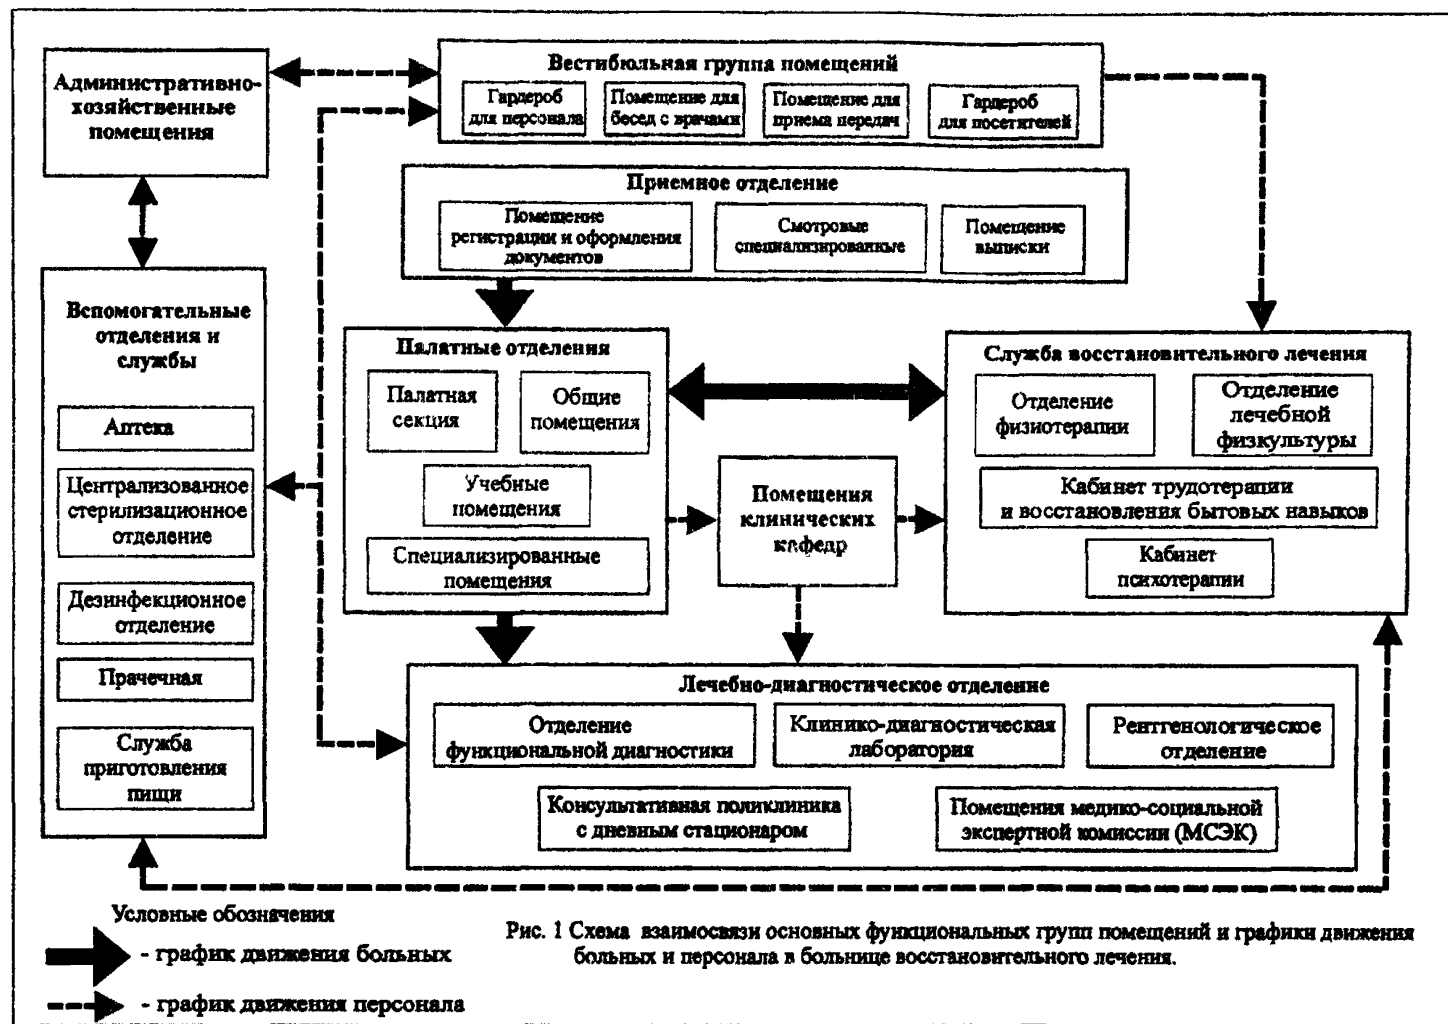 Административно-
хозяйственные
помещения
Вестибюльная группа помещений
Гардероб
для персонала
Помещение для
бесед с врачами
Помещение для
приема передач
Гардероб
для посетителей
Приемное отделение
Помещение
регистрации и оформления
документов
Смотровые
специализированные
Помещение
выписки
Вспомогательные
отделения и
службы
Аптека
Централизованное
стерилизационное
отделение
Дезинфекционное
отделение
Прачечная
Служба
приготовления
пищи
Палатные отделения
Палатная
секция
Общие
помещения
Учебные
помещения
Специализированные
помещения
Помещения
клинических
кафедр
Служба восстановительного лечения
Отделение
физиотерапии
Отделение
лечебной
физкультуры
Кабинет трудотерапии
и восстановления бытовых навыков
Кабинет
психотерапии
Лечебно-диагностическое отделение
Отделение
функциональной диагностики
Клинико-диагностическая
лаборатория
Рентгенологическое
отделение
Консультативная поликлиника
с дневным стационаром
Помещения медико-социальной
экспертной комиссии (МСЭК)
Условные обозначения
- график движения больных
- график движения персонала
Рис. 1 Схема взаимосвязи основных функциональных групп помещений и графики движения
больных и персонала в больнице восстановительного лечения.